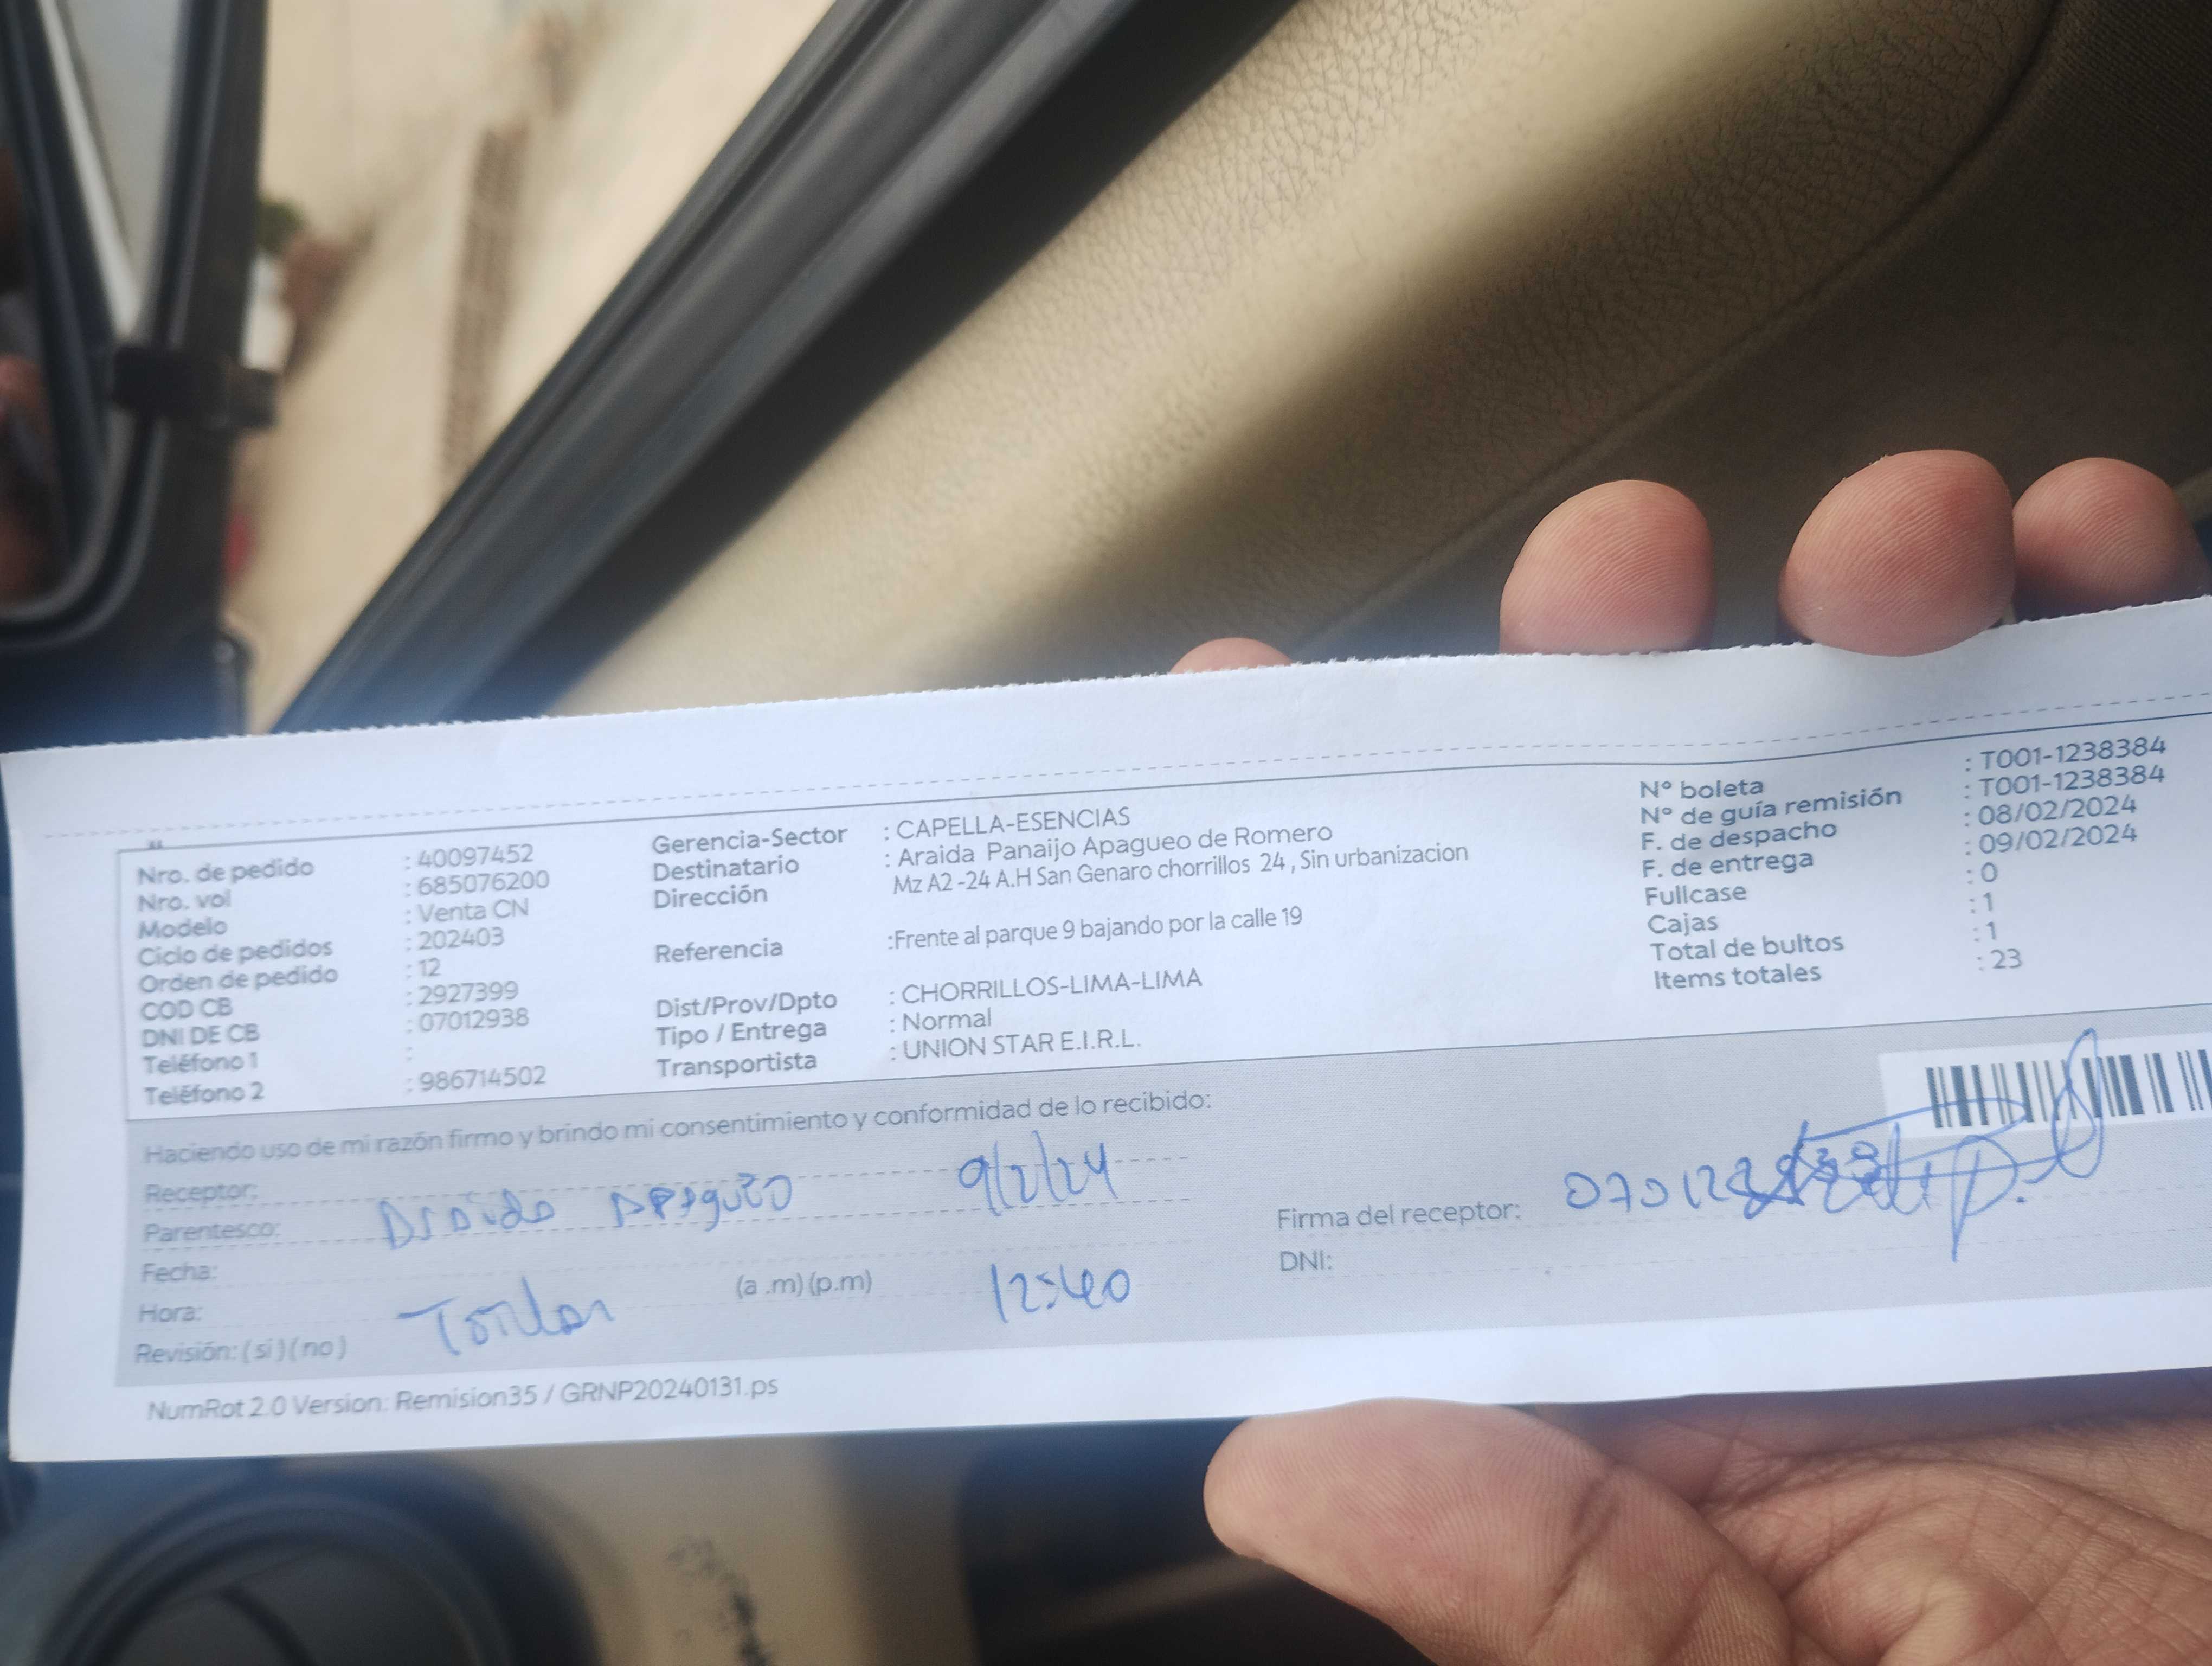 Nro. de pedido : 40097452
Nro. vol : 685076200
Modelo : Venta CN
Ciclo de pedidos : 202403
Orden de pedido : 12
COD CB : 2927399
DNI DE CB : 07012938
Teléfono 1 :
Teléfono 2 : 986714502
Gerencia-Sector : CAPELLA-ESENCIAS
Destinatario : Araida Panaijo Apagueo de Romero
Dirección Mz A2 -24 A.H San Genaro chorrillos 24 , Sin urbanizacion
Referencia :Frente al parque 9 bajando por la calle 19
Dist/Prov/Dpto : CHORRILLOS-LIMA-LIMA
Tipo / Entrega : Normal
Transportista : UNION STAR E.I.R.L.
Nº boleta : T001-1238384
Nº de guía remisión : T001-1238384
F. de despacho : 08/02/2024
F. de entrega : 09/02/2024
Fullcase : 0
Cajas : 1
Total de bultos : 1
Items totales : 23
Haciendo uso de mi razón firmo y brindo mi consentimiento y conformidad de lo recibido:
Receptor:
Parentesco: 9/2/24
Fecha:
Hora: (a .m) (p.m) 12:40
Revisión: ( si ) ( no ) Titular
Firma del receptor:
DNI:
NumRot 2.0 Version: Remision35 / GRNP20240131.ps